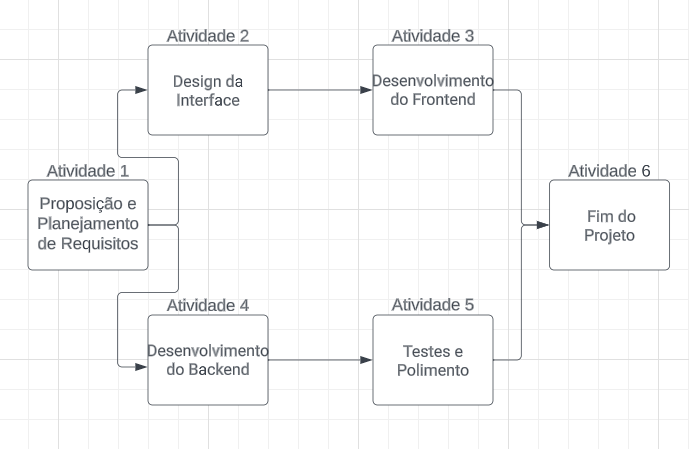 Atividade 2
Design da
Interface
Atividade 3
Desenvolvimento
do Frontend
Atividade 1
Proposição e
Planejamento
de Requisitos
Atividade 6
Fim do
Projeto
Atividade 4
Desenvolvimento
do Backend
Atividade 5
Testes e
Polimento